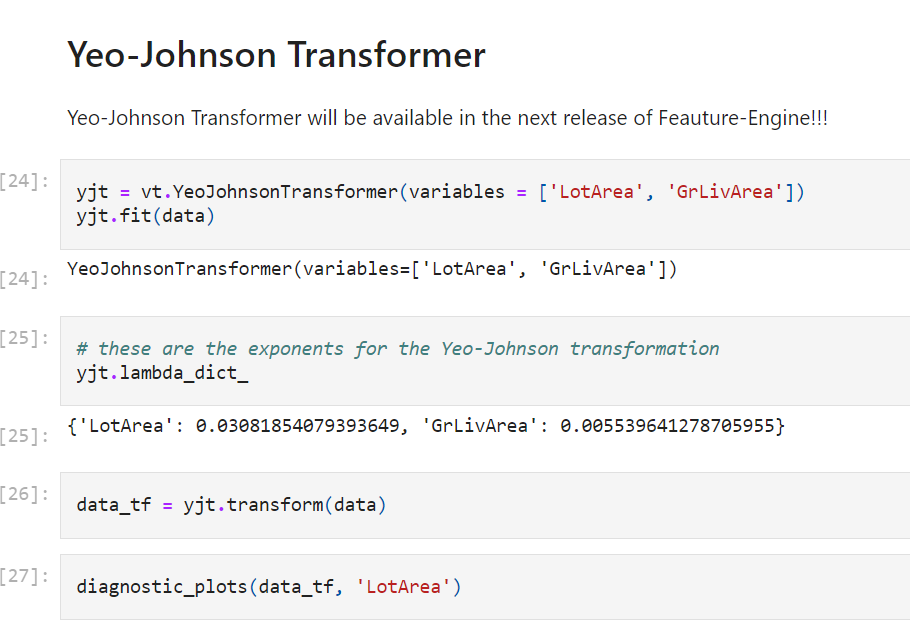 Yeo-Johnson Transformer
Yeo-Johnson Transformer will be available in the next release of Feauture-Engine!!!
[24]:
yjt = vt.YeoJohnsonTransformer(variables = ['LotArea', 'GrLivArea'])
yjt.fit(data)
[24]:
YeoJohnsonTransformer(variables=['LotArea', 'GrLivArea'])
[25]:
# these are the exponents for the Yeo-Johnson transformation
yjt.lambda_dict_
[25]:
{'LotArea': 0.03081854079393649, 'GrLivArea': 0.005539641278705955}
[26]:
data_tf = yjt.transform(data)
[27]:
diagnostic_plots(data_tf, 'LotArea')